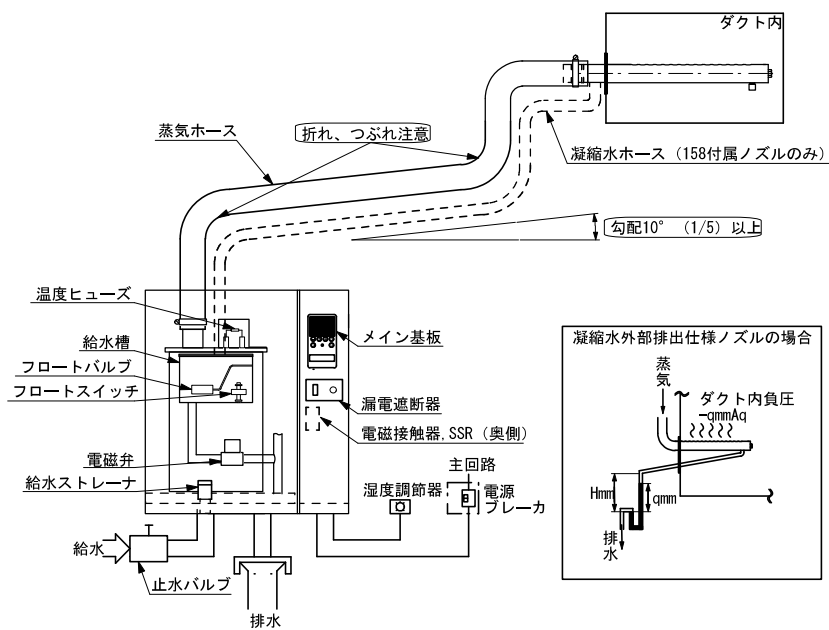 ダクト内
蒸気ホース
折れ、つぶれ注意
凝縮水ホース（158付属ノズルのみ）
勾配10°（1/5）以上
温度ヒューズ
給水槽
フロートバルブ
フロートスイッチ
電磁弁
給水ストレーナ
給水
止水バルブ
排水
メイン基板
漏電遮断器
電磁接触器,SSR（奥側）
主回路
湿度調節器
電源
ブレーカ
凝縮水外部排出仕様ノズルの場合
蒸気
ダクト内負圧
-qmmAq
Hmm
qmm
排水